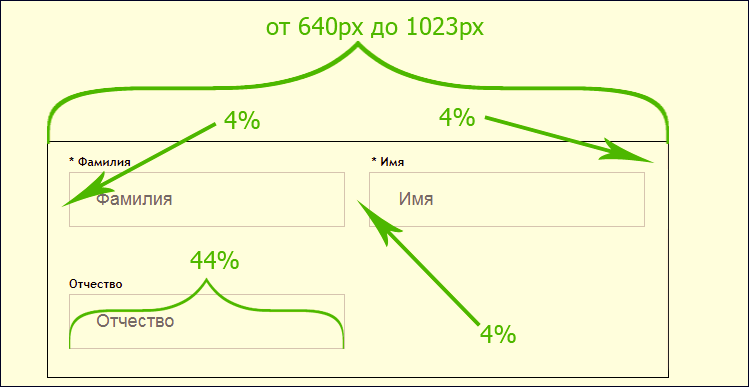 от 640px до 1023px
4%
4%
* Фамилия
* Имя
Фамилия
Имя
44%
Отчество
Отчество
4%